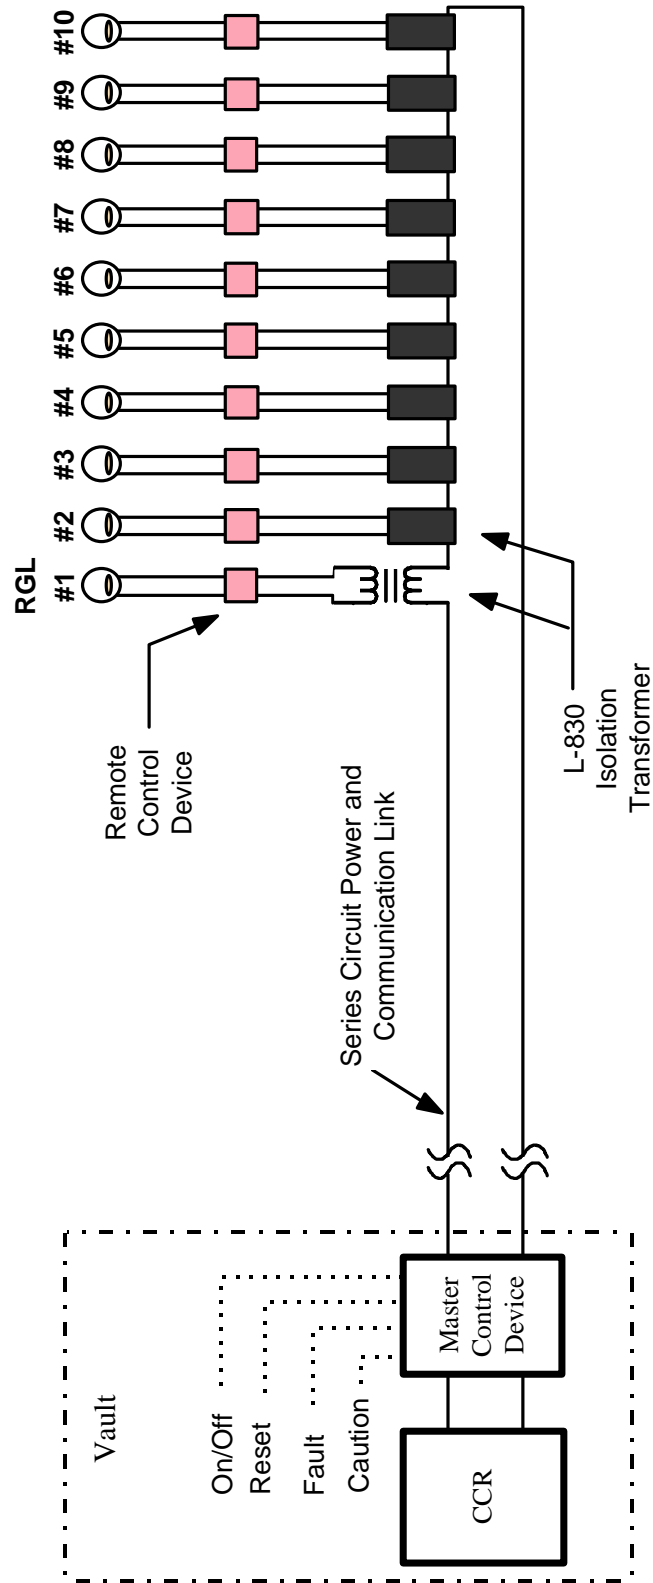 Vault
On/Off
Reset
Fault
Caution
CCR
Master
Control
Device
Series Circuit Power and
Communication Link
Remote
Control
Device
L-830
Isolation
Transformer
RGL
#1
#2
#3
#4
#5
#6
#7
#8
#9
#10